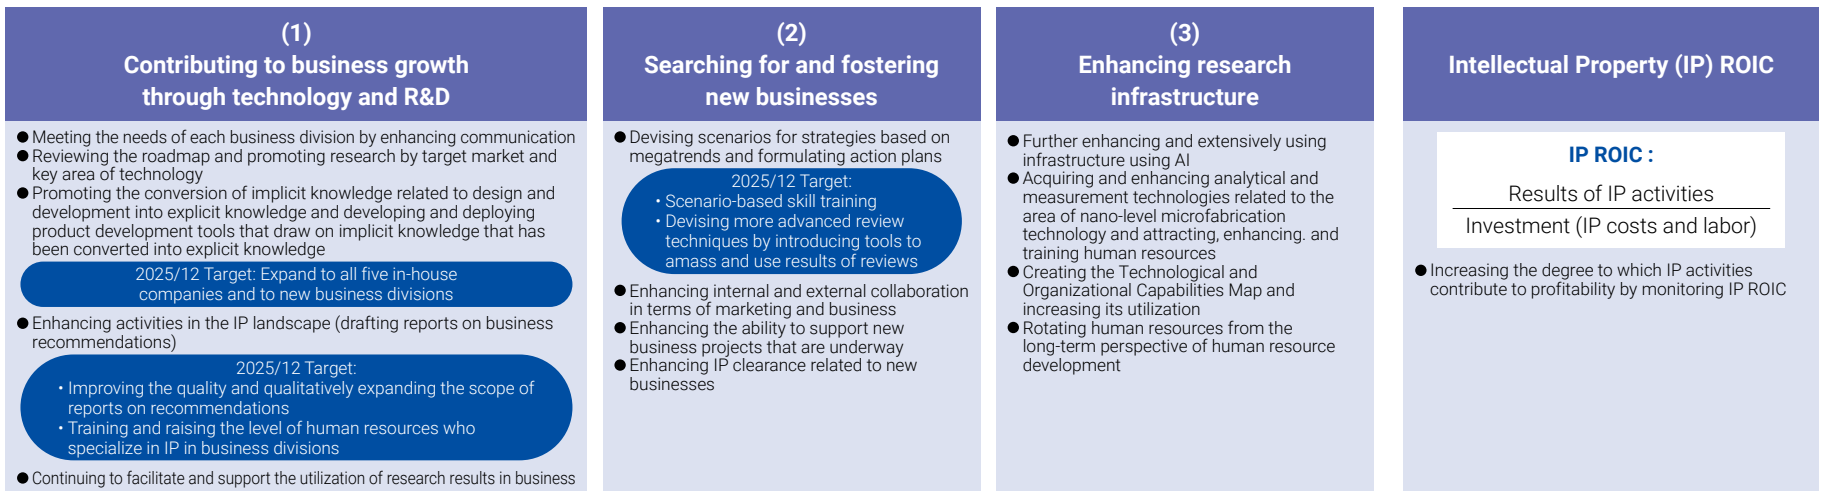 (1)
Contributing to business growth
through technology and R&D
● Meeting the needs of each business division by enhancing communication
● Reviewing the roadmap and promoting research by target market and
key area of technology
● Promoting the conversion of implicit knowledge related to design and
development into explicit knowledge and developing and deploying
product development tools that draw on implicit knowledge that has
been converted into explicit knowledge
2025/12 Target: Expand to all five in-house
companies and to new business divisions
● Enhancing activities in the IP landscape (drafting reports on business
recommendations)
2025/12 Target:
・Improving the quality and qualitatively expanding the scope of
reports on recommendations
・Training and raising the level of human resources who
specialize in IP in business divisions
● Continuing to facilitate and support the utilization of research results in business
(2)
Searching for and fostering
new businesses
● Devising scenarios for strategies based on
megatrends and formulating action plans
2025/12 Target:
・Scenario-based skill training
・Devising more advanced review
techniques by introducing tools to
amass and use results of reviews
● Enhancing internal and external collaboration
in terms of marketing and business
● Enhancing the ability to support new
business projects that are underway
● Enhancing IP clearance related to new
businesses
(3)
Enhancing research
infrastructure
● Further enhancing and extensively using
infrastructure using AI
● Acquiring and enhancing analytical and
measurement technologies related to the
area of nano-level microfabrication
technology and attracting, enhancing. and
training human resources
● Creating the Technological and
Organizational Capabilities Map and
increasing its utilization
● Rotating human resources from the
long-term perspective of human resource
development
Intellectual Property (IP) ROIC
IP ROIC :
Results of IP activities
Investment (IP costs and labor)
● Increasing the degree to which IP activities
contribute to profitability by monitoring IP ROIC